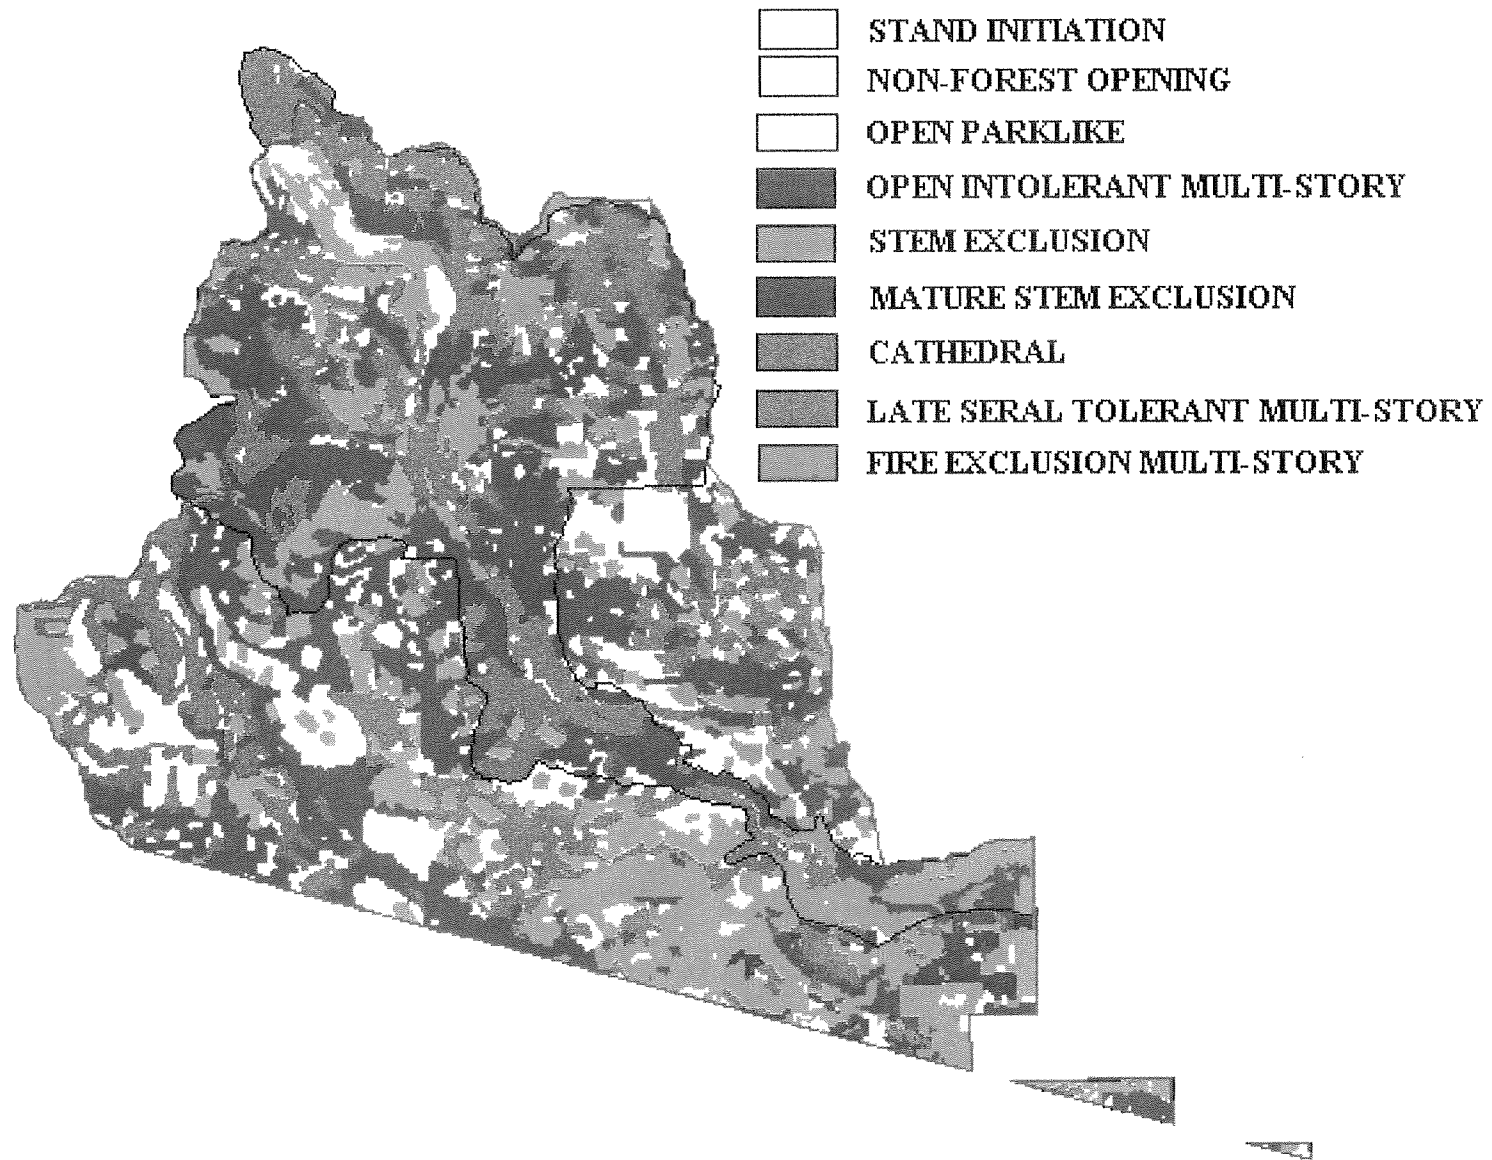 STAND INITIATION
NON-FOREST OPENING
OPEN PARKLIKE
OPEN INTOLERANT MULTI-STORY
STEM EXCLUSION
MATURE STEM EXCLUSION
CATHEDRAL
LATE SERAL TOLERANT MULTI-STORY
FIRE EXCLUSION MULTI-STORY